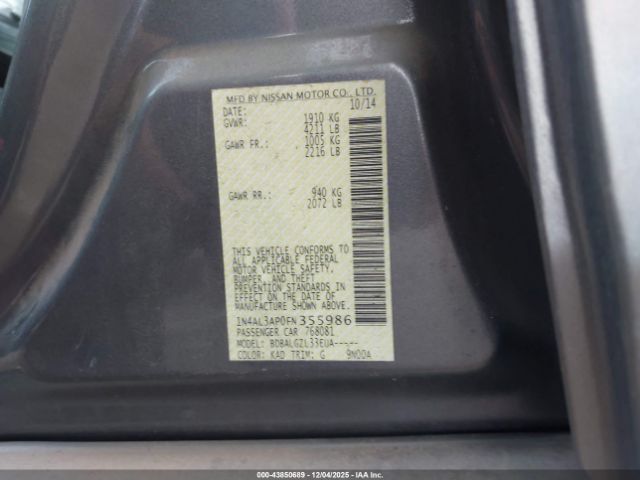 MFD BY NISSAN MOTOR CO., LTD.
DATE: 10/14
GVWR: 1910 KG
4211 LB
GAWR FR.: 1005 KG
2216 LB
GAWR RR.: 940 KG
2072 LB
THIS VEHICLE CONFORMS TO
ALL APPLICABLE FEDERAL
MOTOR VEHICLE SAFETY,
BUMPER, AND THEFT
PREVENTION STANDARDS IN
EFFECT ON THE DATE OF
MANUFACTURE SHOWN ABOVE.
1N4AL3AP0FN355986
PASSENGER CAR 768081
MODEL: BDBALGZL33EUA-----
COLOR: KAD TRIM: G 9N00A
000-43850689 - 12/04/2025 - IAA